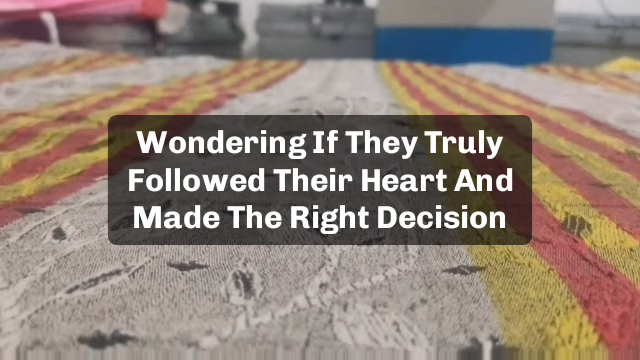 Wondering If They Truly
Followed Their Heart And
Made The Right Decision